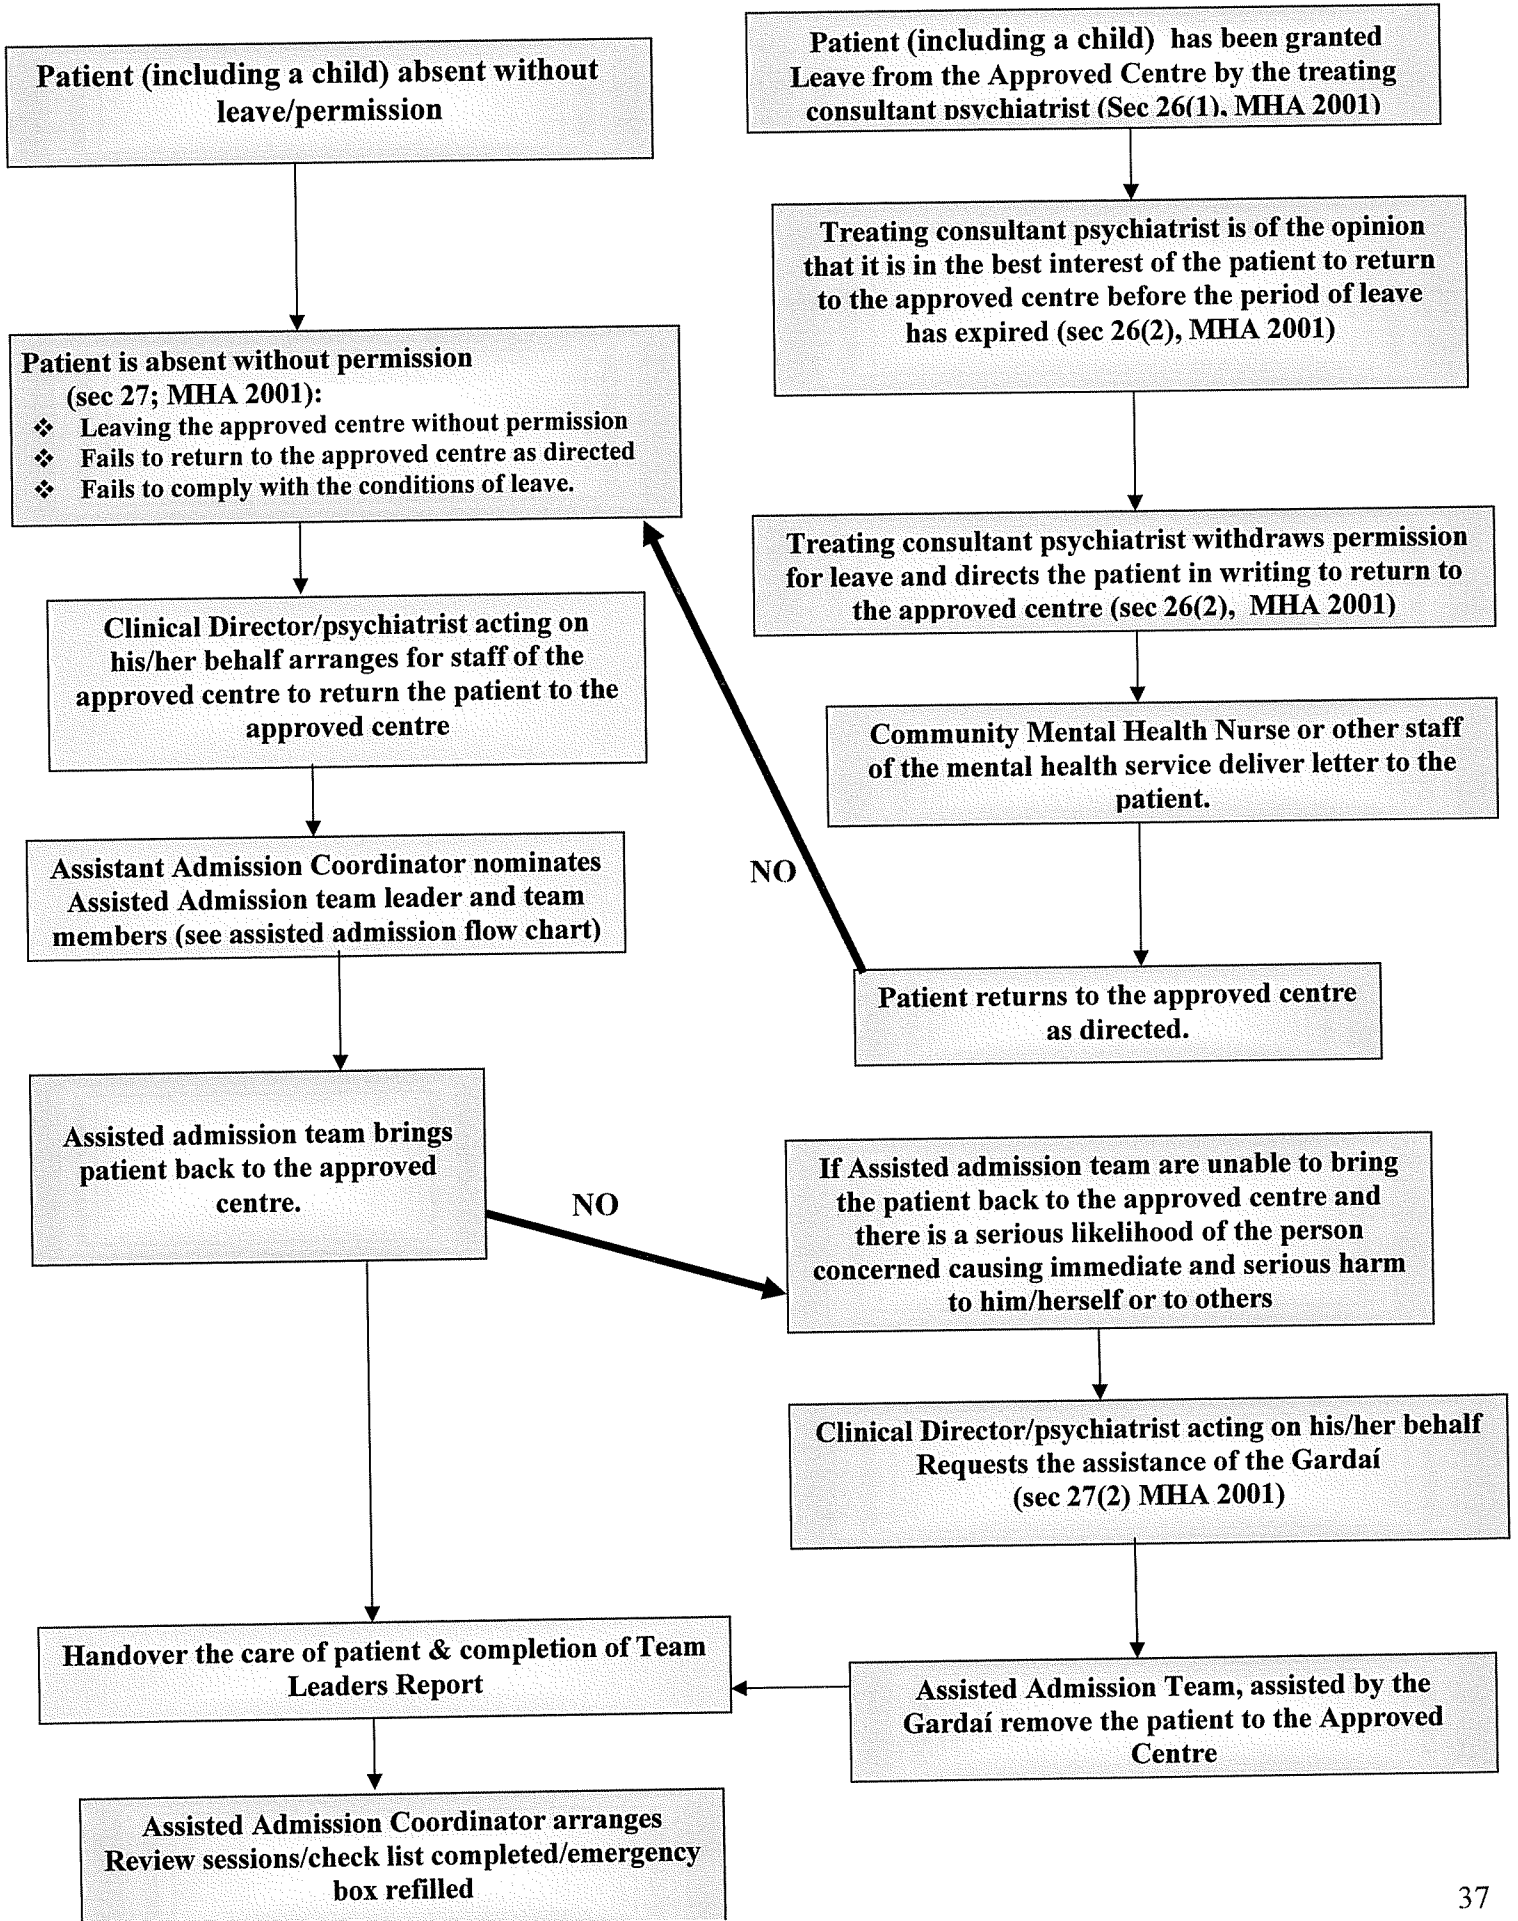 Patient (including a child) absent without
leave/permission
Patient (including a child) has been granted
Leave from the Approved Centre by the treating
consultant psychiatrist (Sec 26(1), MHA 2001)
Treating consultant psychiatrist is of the opinion
that it is in the best interest of the patient to return
to the approved centre before the period of leave
has expired (sec 26(2), MHA 2001)
Patient is absent without permission
(sec 27; MHA 2001):
❖ Leaving the approved centre without permission
❖ Fails to return to the approved centre as directed
❖ Fails to comply with the conditions of leave.
Treating consultant psychiatrist withdraws permission
for leave and directs the patient in writing to return to
the approved centre (sec 26(2), MHA 2001)
Clinical Director/psychiatrist acting on
his/her behalf arranges for staff of the
approved centre to return the patient to the
approved centre
Community Mental Health Nurse or other staff
of the mental health service deliver letter to the
patient.
Assistant Admission Coordinator nominates
Assisted Admission team leader and team
members (see assisted admission flow chart)
NO
Patient returns to the approved centre
as directed.
Assisted admission team brings
patient back to the approved
centre.
NO
If Assisted admission team are unable to bring
the patient back to the approved centre and
there is a serious likelihood of the person
concerned causing immediate and serious harm
to him/herself or to others
Clinical Director/psychiatrist acting on his/her behalf
Requests the assistance of the Gardaí
(sec 27(2) MHA 2001)
Handover the care of patient & completion of Team
Leaders Report
Assisted Admission Team, assisted by the
Gardaí remove the patient to the Approved
Centre
Assisted Admission Coordinator arranges
Review sessions/check list completed/emergency
box refilled
37